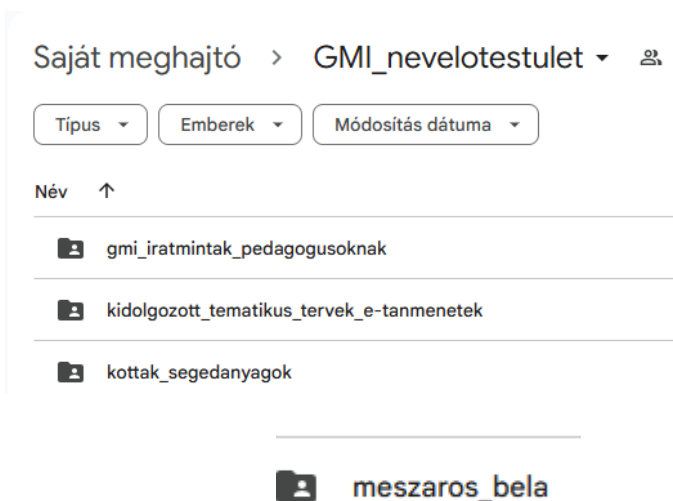 Saját meghajtó > GMI_nevelotestulet
Típus Emberek Módosítás dátuma
Név ↑
gmi_iratmintak_pedagogusoknak
kidolgozott_tematikus_tervek_e-tanmenetek
kottak_segedanyagok
meszaros_bela